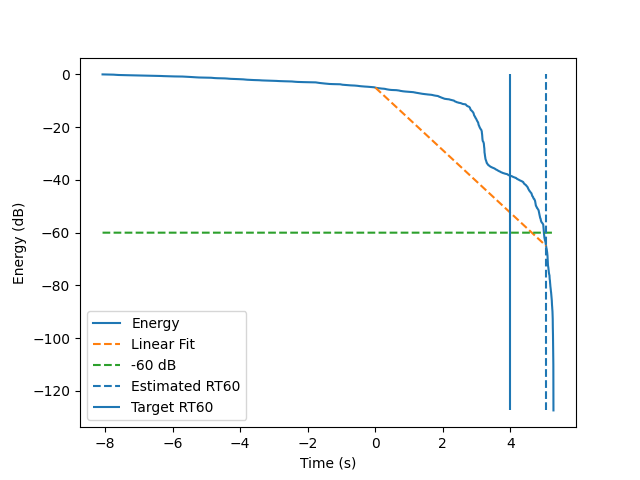 0
−20
−40
−60
−80
−100
−120
Energy (dB)
Energy
Linear Fit
-60 dB
Estimated RT60
Target RT60
−8 −6 −4 −2 0 2 4
Time (s)